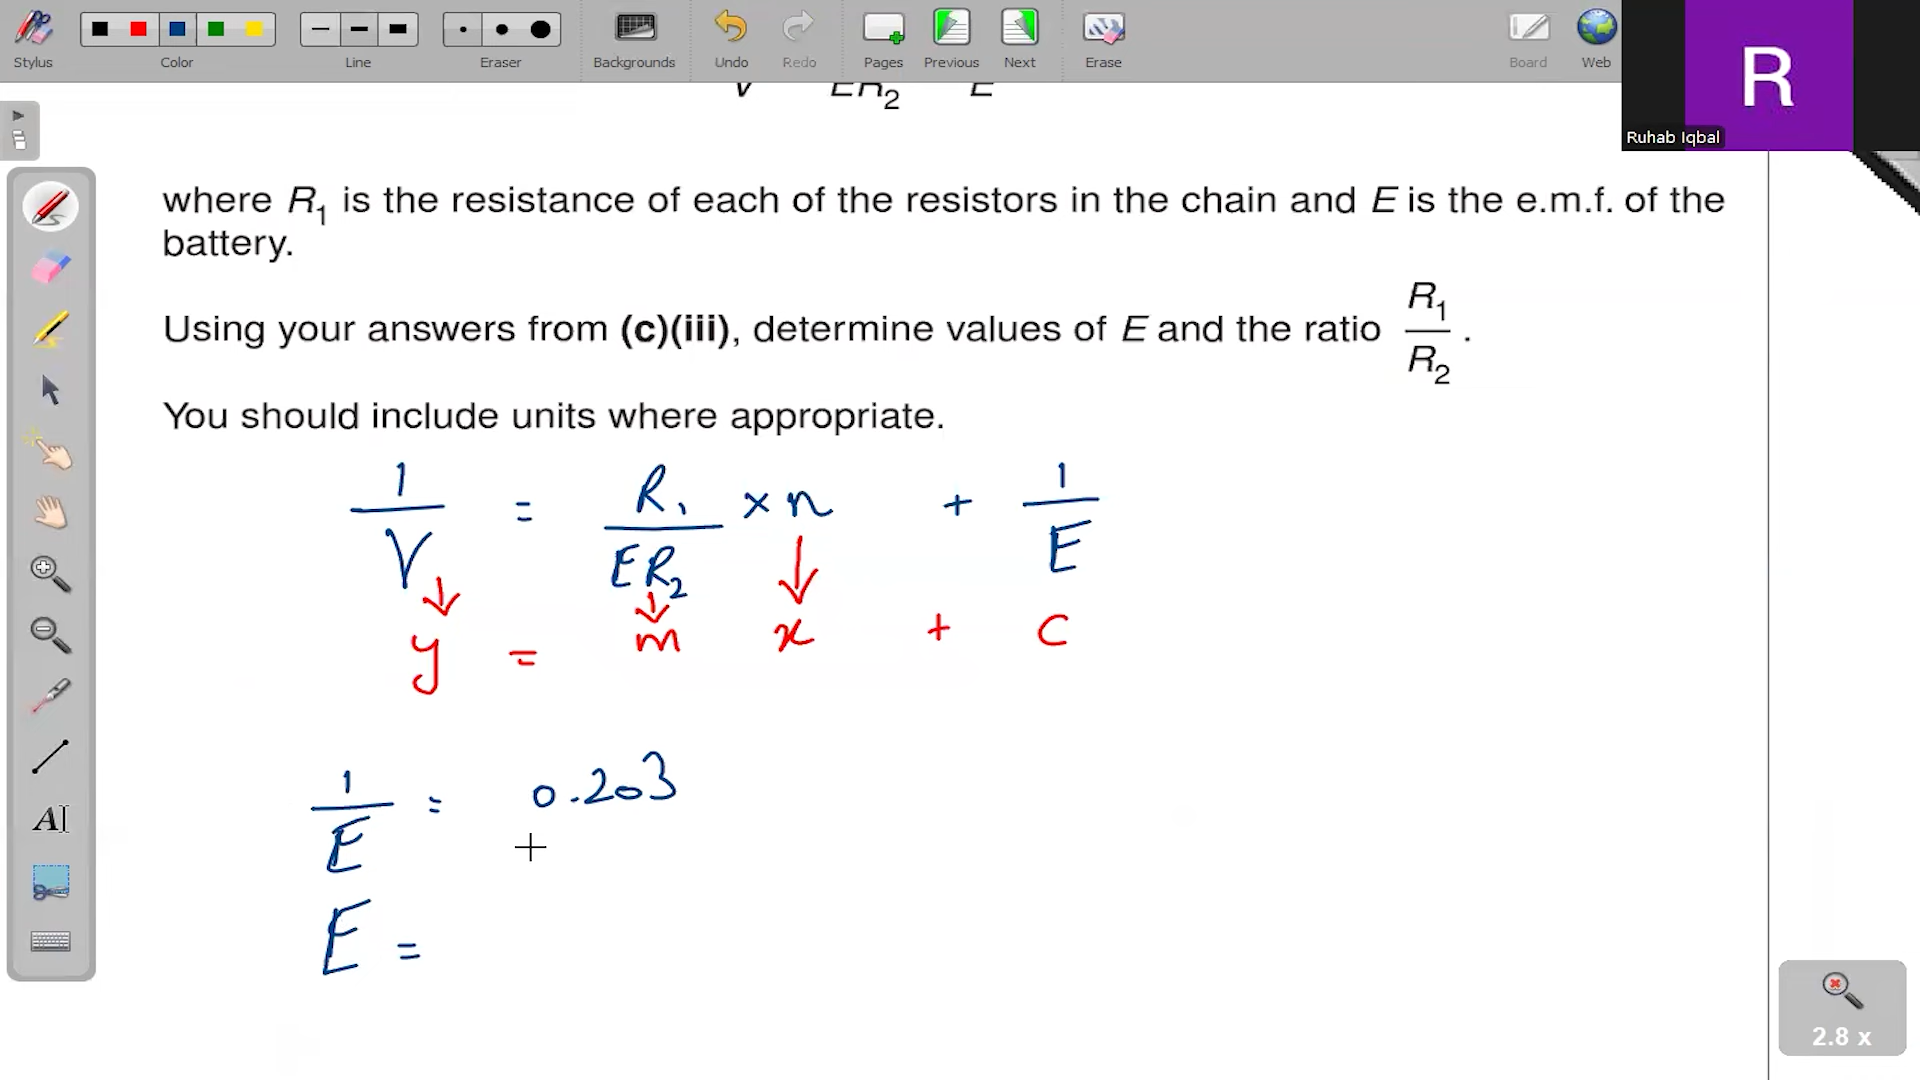 Stylus Color Line Eraser Backgrounds Undo Redo Pages Previous Next Erase Board Web
R
Ruhab Iqbal
V ER2 E
where R1 is the resistance of each of the resistors in the chain and E is the e.m.f. of the
battery.
Using your answers from (c)(iii), determine values of E and the ratio R1/R2 .
You should include units where appropriate.
1/V = R1/ER2 × n + 1/E
y = m x + c
1/E = 0.203
E =
2.8 x